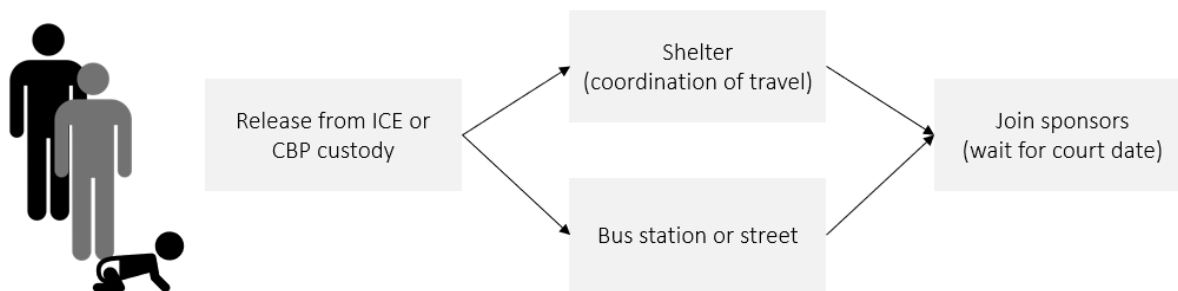 Release from ICE or
CBP custody
Shelter
(coordination of travel)
Bus station or street
Join sponsors
(wait for court date)